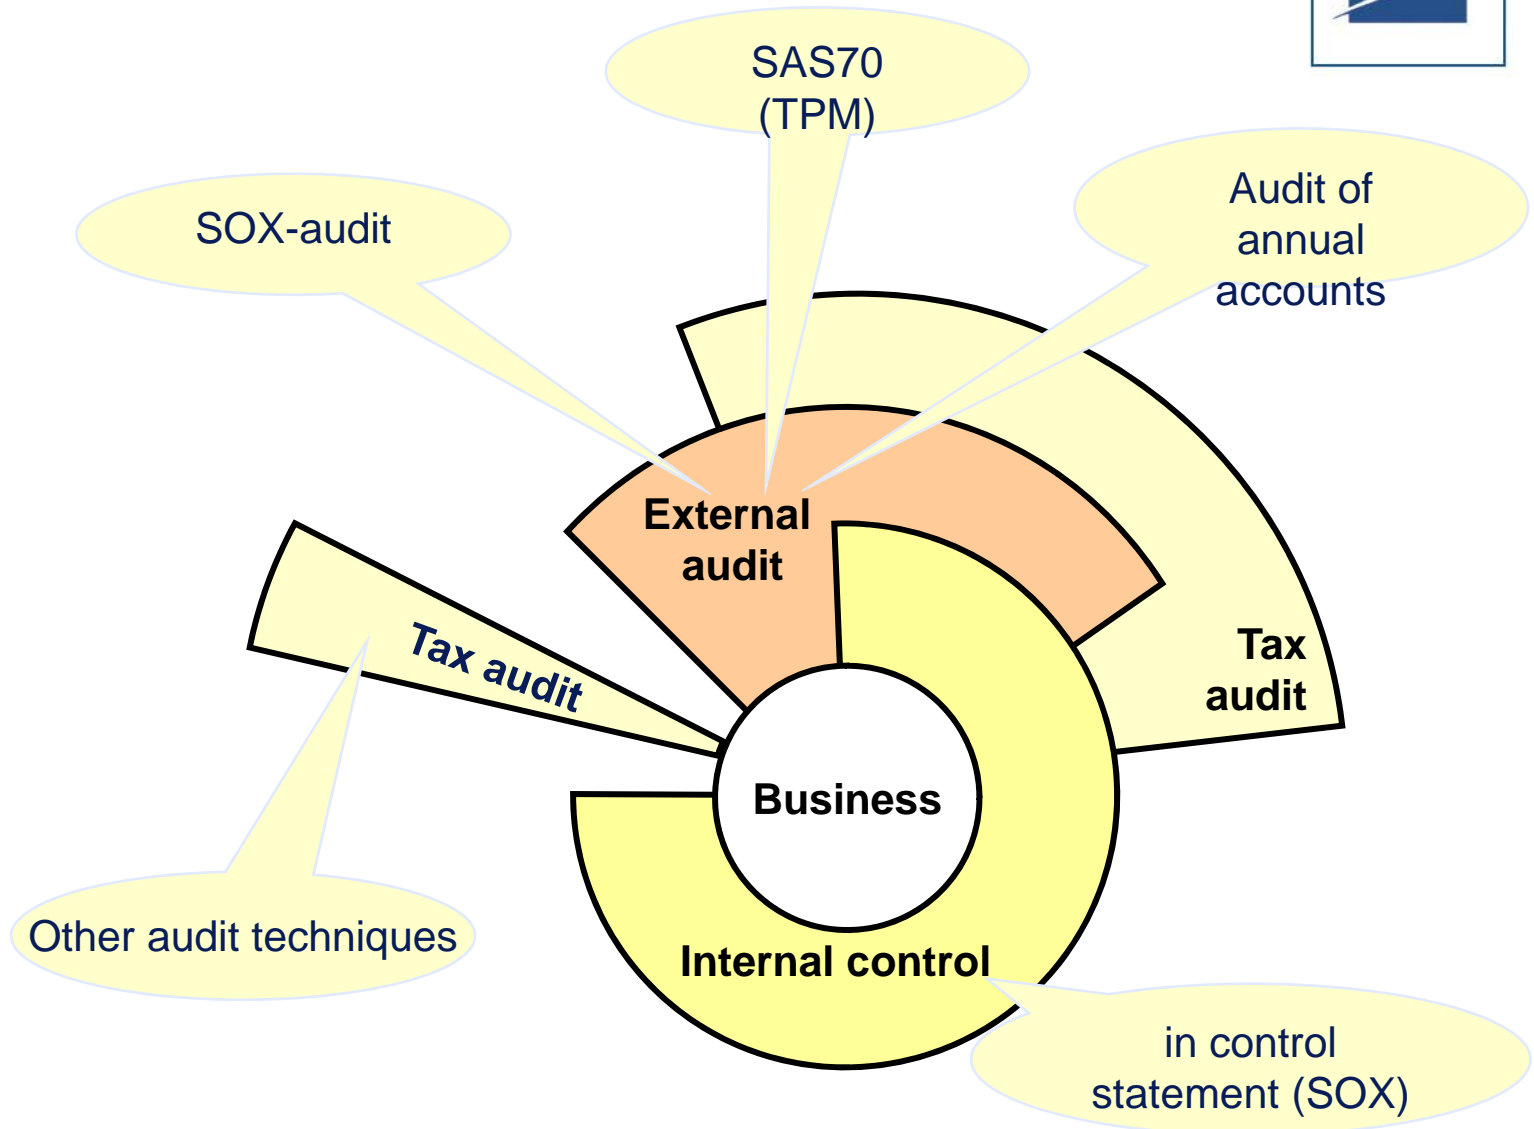 SAS70
(TPM)
SOX-audit
Audit of
annual
accounts
External
audit
Tax audit
Tax
audit
Business
Other audit techniques
Internal control
in control
statement (SOX)